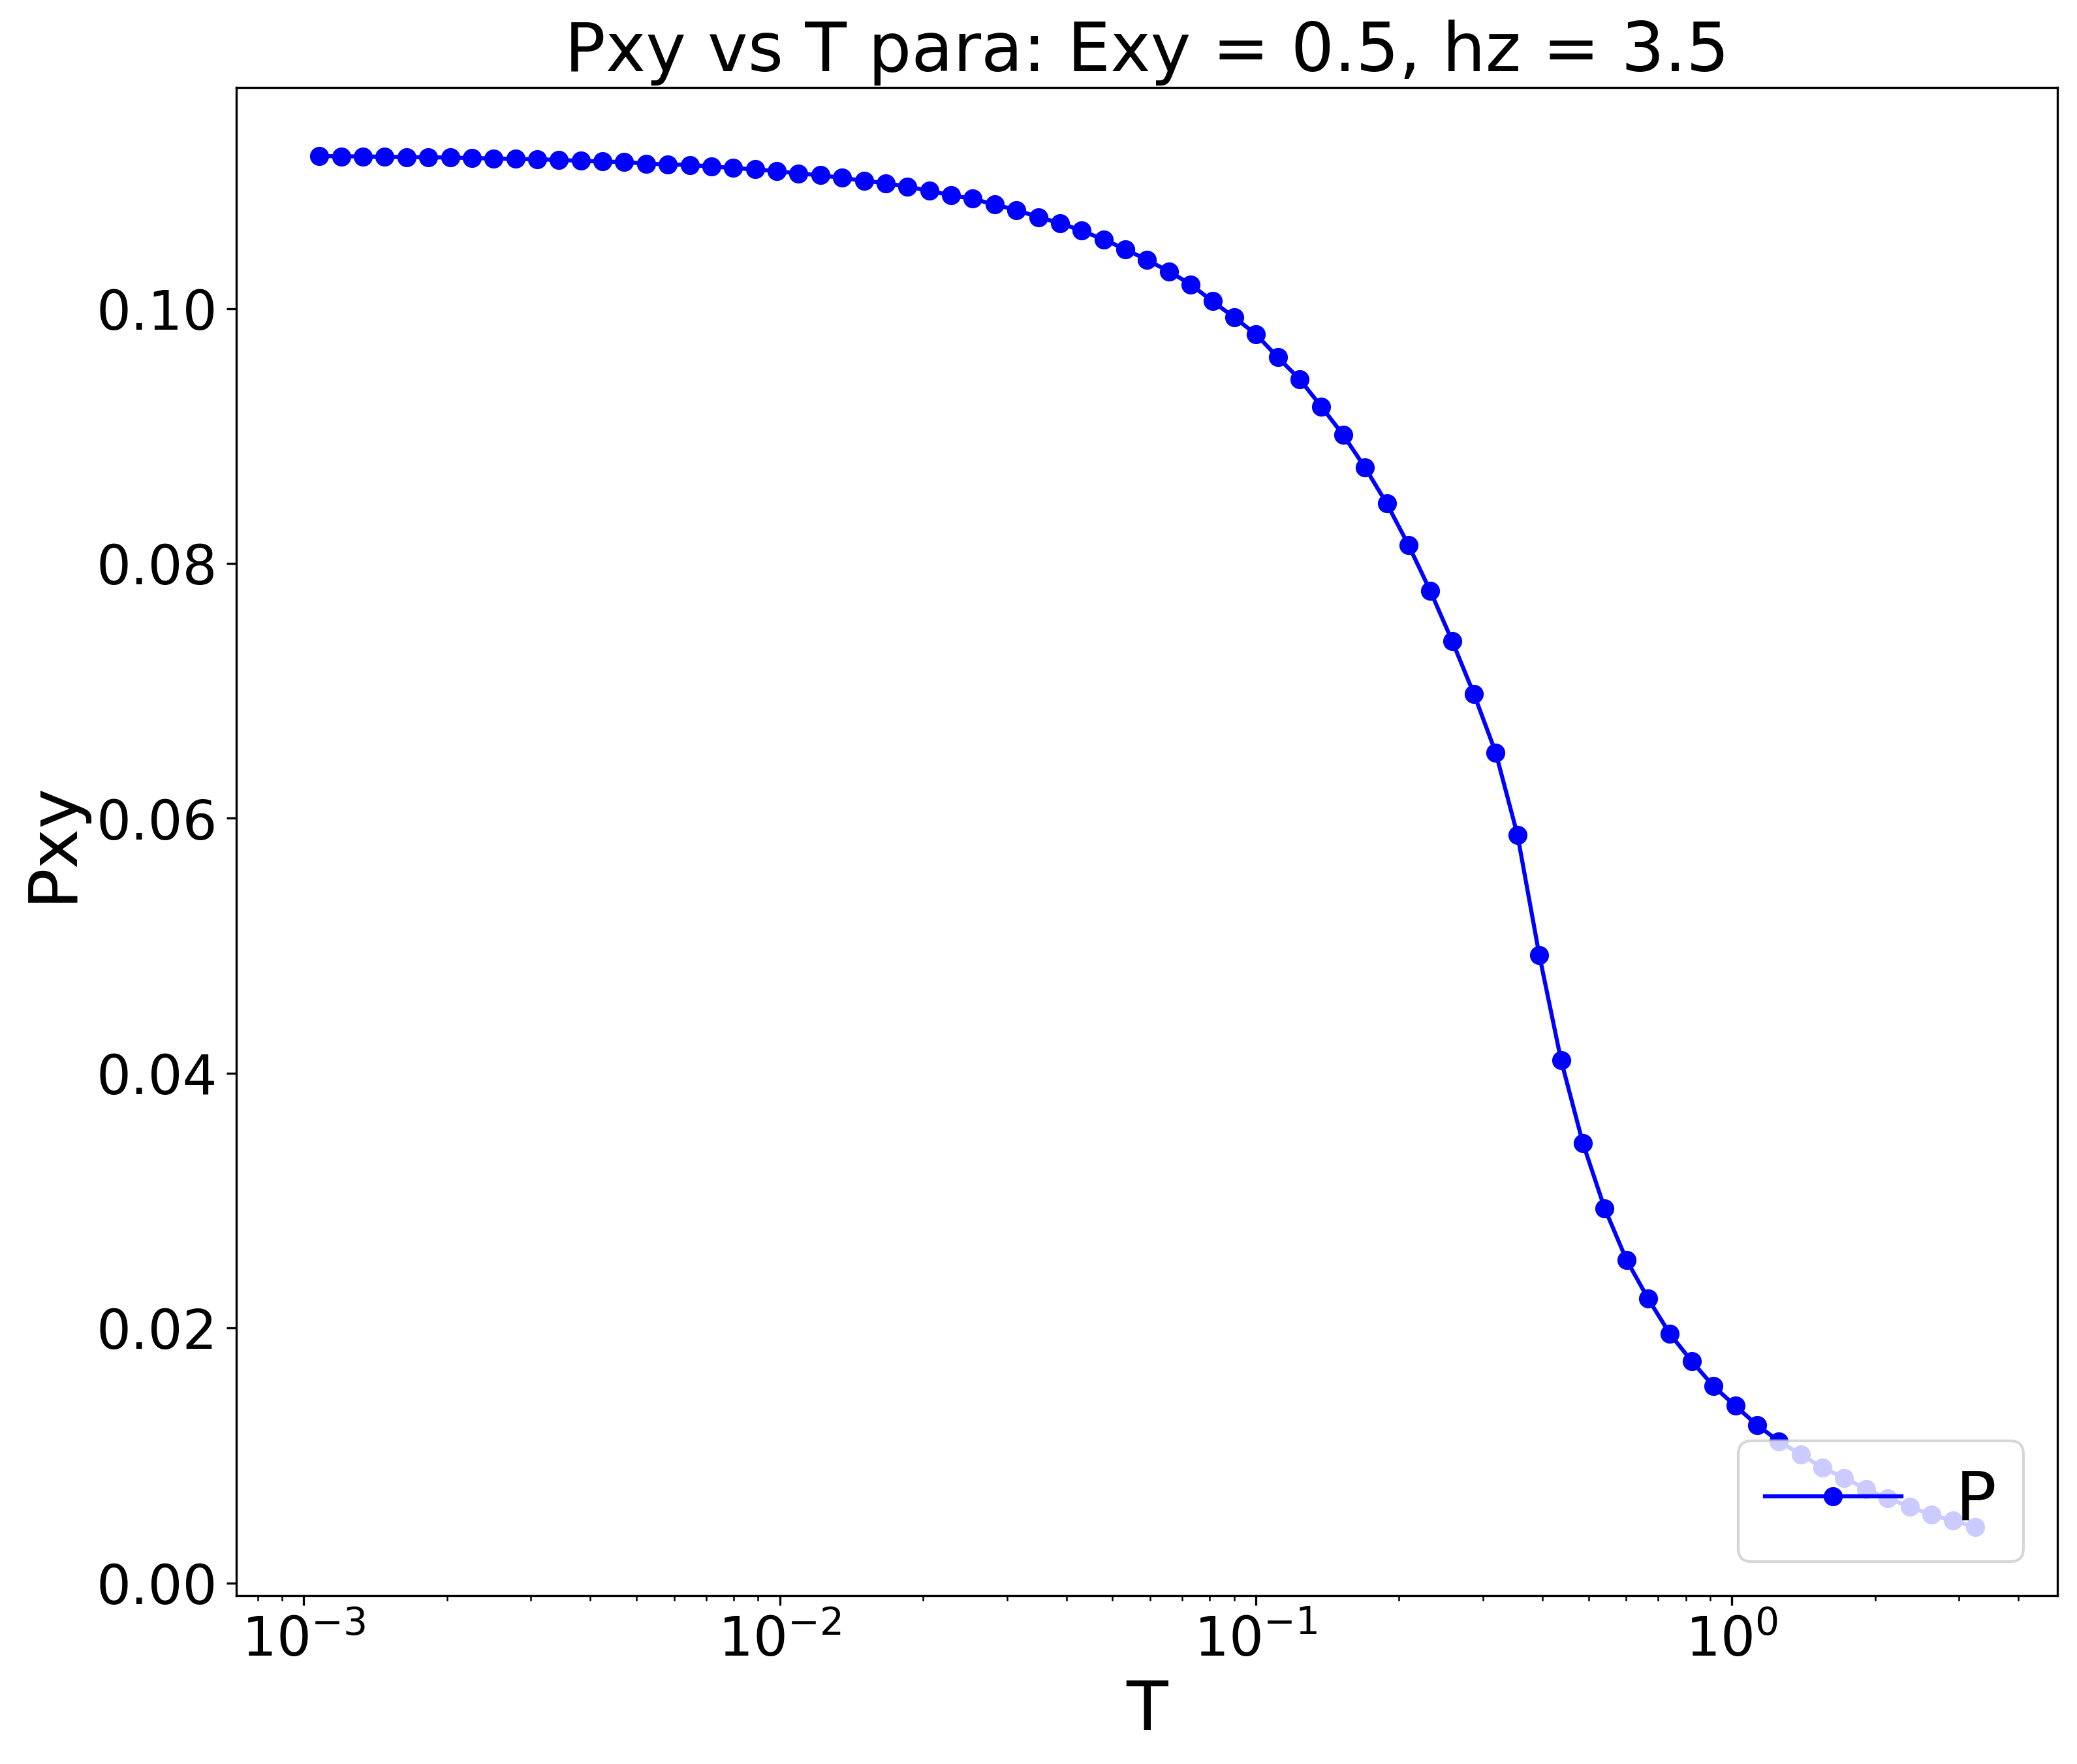 Pxy vs T para: Exy = 0.5, hz = 3.5
Pxy
0.10
0.08
0.06
0.04
0.02
0.00
P
10⁻³ 10⁻² 10⁻¹ 10⁰
T